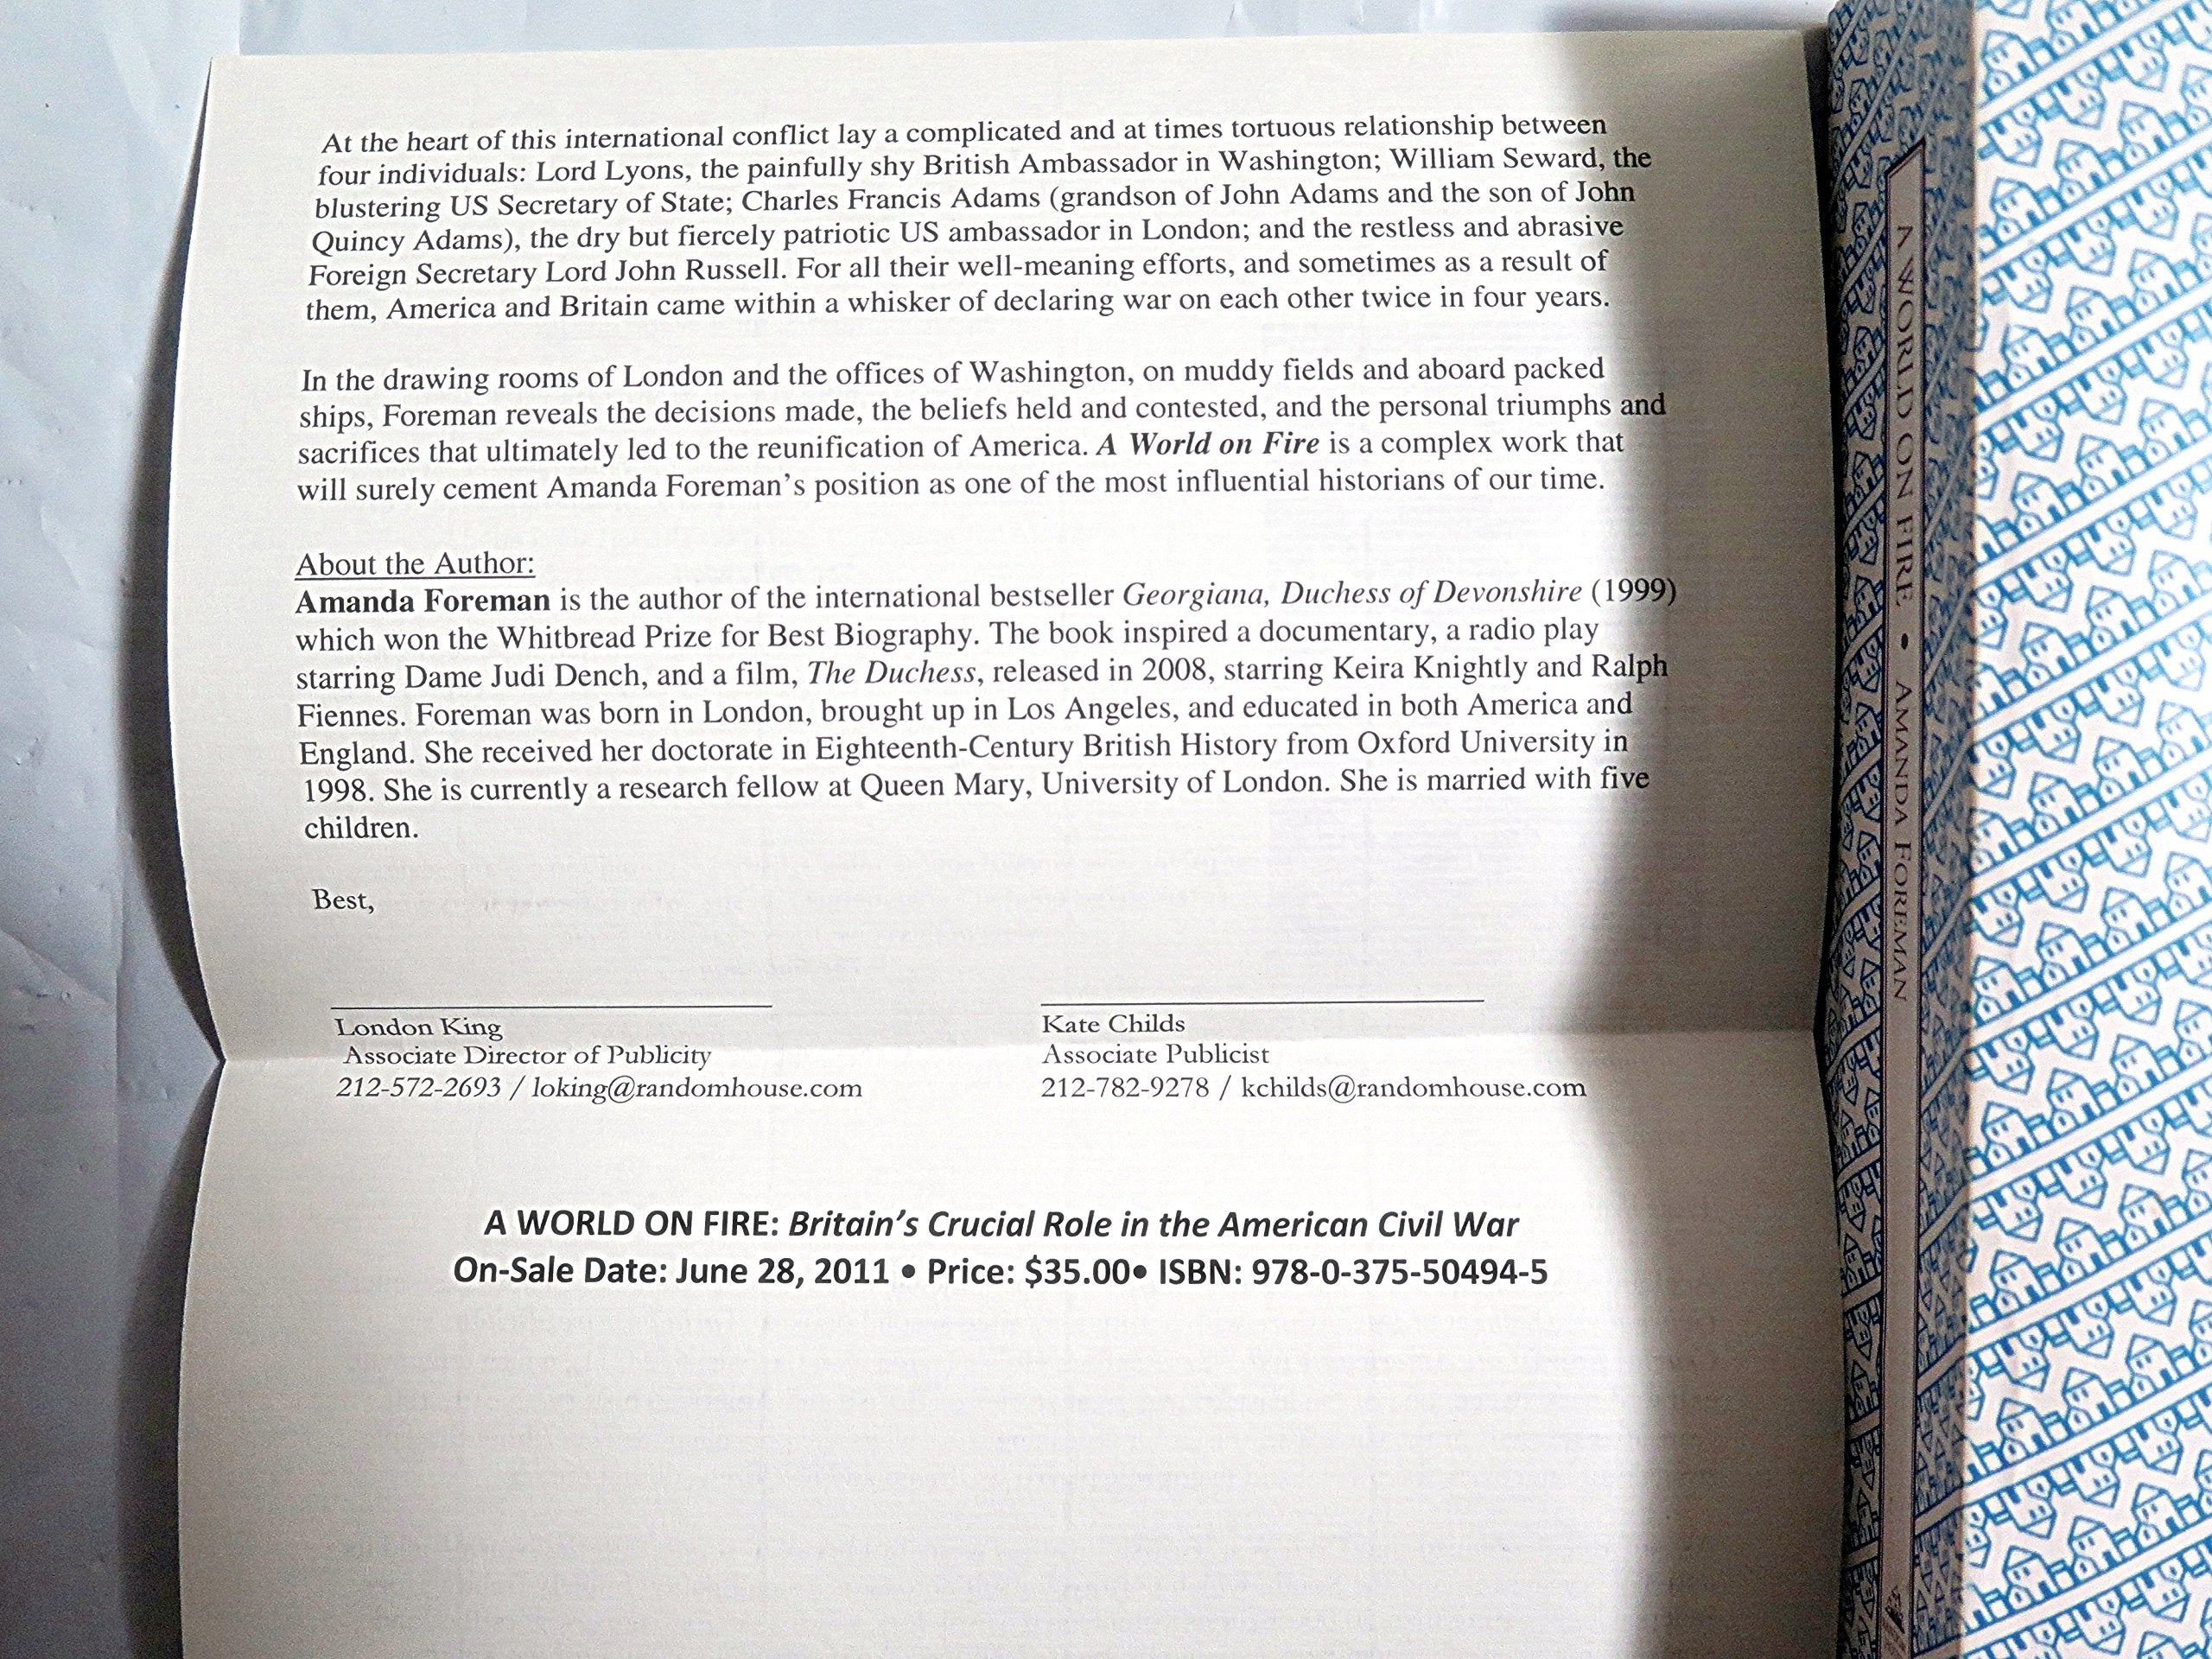 At the heart of this international conflict lay a complicated and at times tortuous relationship between
four individuals: Lord Lyons, the painfully shy British Ambassador in Washington; William Seward, the
blustering US Secretary of State; Charles Francis Adams (grandson of John Adams and the son of John
Quincy Adams), the dry but fiercely patriotic US ambassador in London; and the restless and abrasive
Foreign Secretary Lord John Russell. For all their well-meaning efforts, and sometimes as a result of
them, America and Britain came within a whisker of declaring war on each other twice in four years.
In the drawing rooms of London and the offices of Washington, on muddy fields and aboard packed
ships, Foreman reveals the decisions made, the beliefs held and contested, and the personal triumphs and
sacrifices that ultimately led to the reunification of America. A World on Fire is a complex work that
will surely cement Amanda Foreman's position as one of the most influential historians of our time.
About the Author:
Amanda Foreman is the author of the international bestseller Georgiana, Duchess of Devonshire (1999)
which won the Whitbread Prize for Best Biography. The book inspired a documentary, a radio play
starring Dame Judi Dench, and a film, The Duchess, released in 2008, starring Keira Knightly and Ralph
Fiennes. Foreman was born in London, brought up in Los Angeles, and educated in both America and
England. She received her doctorate in Eighteenth-Century British History from Oxford University in
1998. She is currently a research fellow at Queen Mary, University of London. She is married with five
children.
Best,
London King
Associate Director of Publicity
212-572-2693 / loking@randomhouse.com
Kate Childs
Associate Publicist
212-782-9278 / kchilds@randomhouse.com
A WORLD ON FIRE: Britain's Crucial Role in the American Civil War
On-Sale Date: June 28, 2011 • Price: $35.00• ISBN: 978-0-375-50494-5
A WORLD ON FIRE • AMANDA FOREMAN